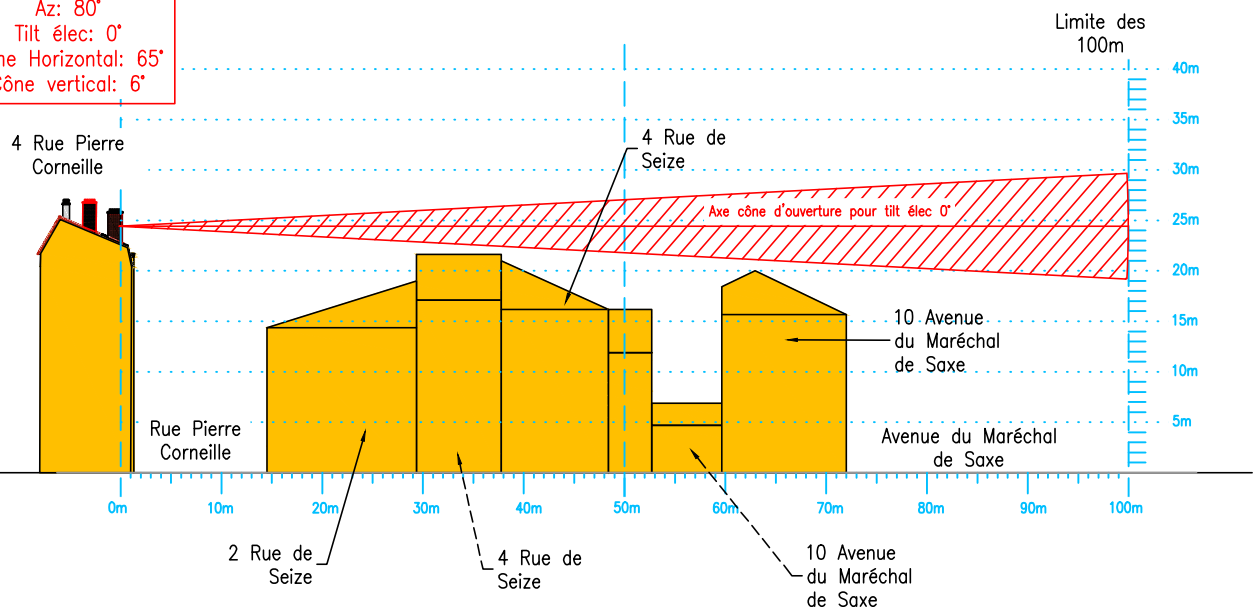 Az: 80°
Tilt élec: 0°
ne Horizontal: 65°
Cône vertical: 6°
Limite des
100m
40m
35m
30m
25m
20m
15m
10m
5m
4 Rue Pierre
Corneille
4 Rue de
Seize
Axe cône d'ouverture pour tilt élec 0°
10 Avenue
du Maréchal
de Saxe
Rue Pierre
Corneille
Avenue du Maréchal
de Saxe
0m
10m
20m
30m
40m
50m
60m
70m
80m
90m
100m
2 Rue de
Seize
4 Rue de
Seize
10 Avenue
du Maréchal
de Saxe